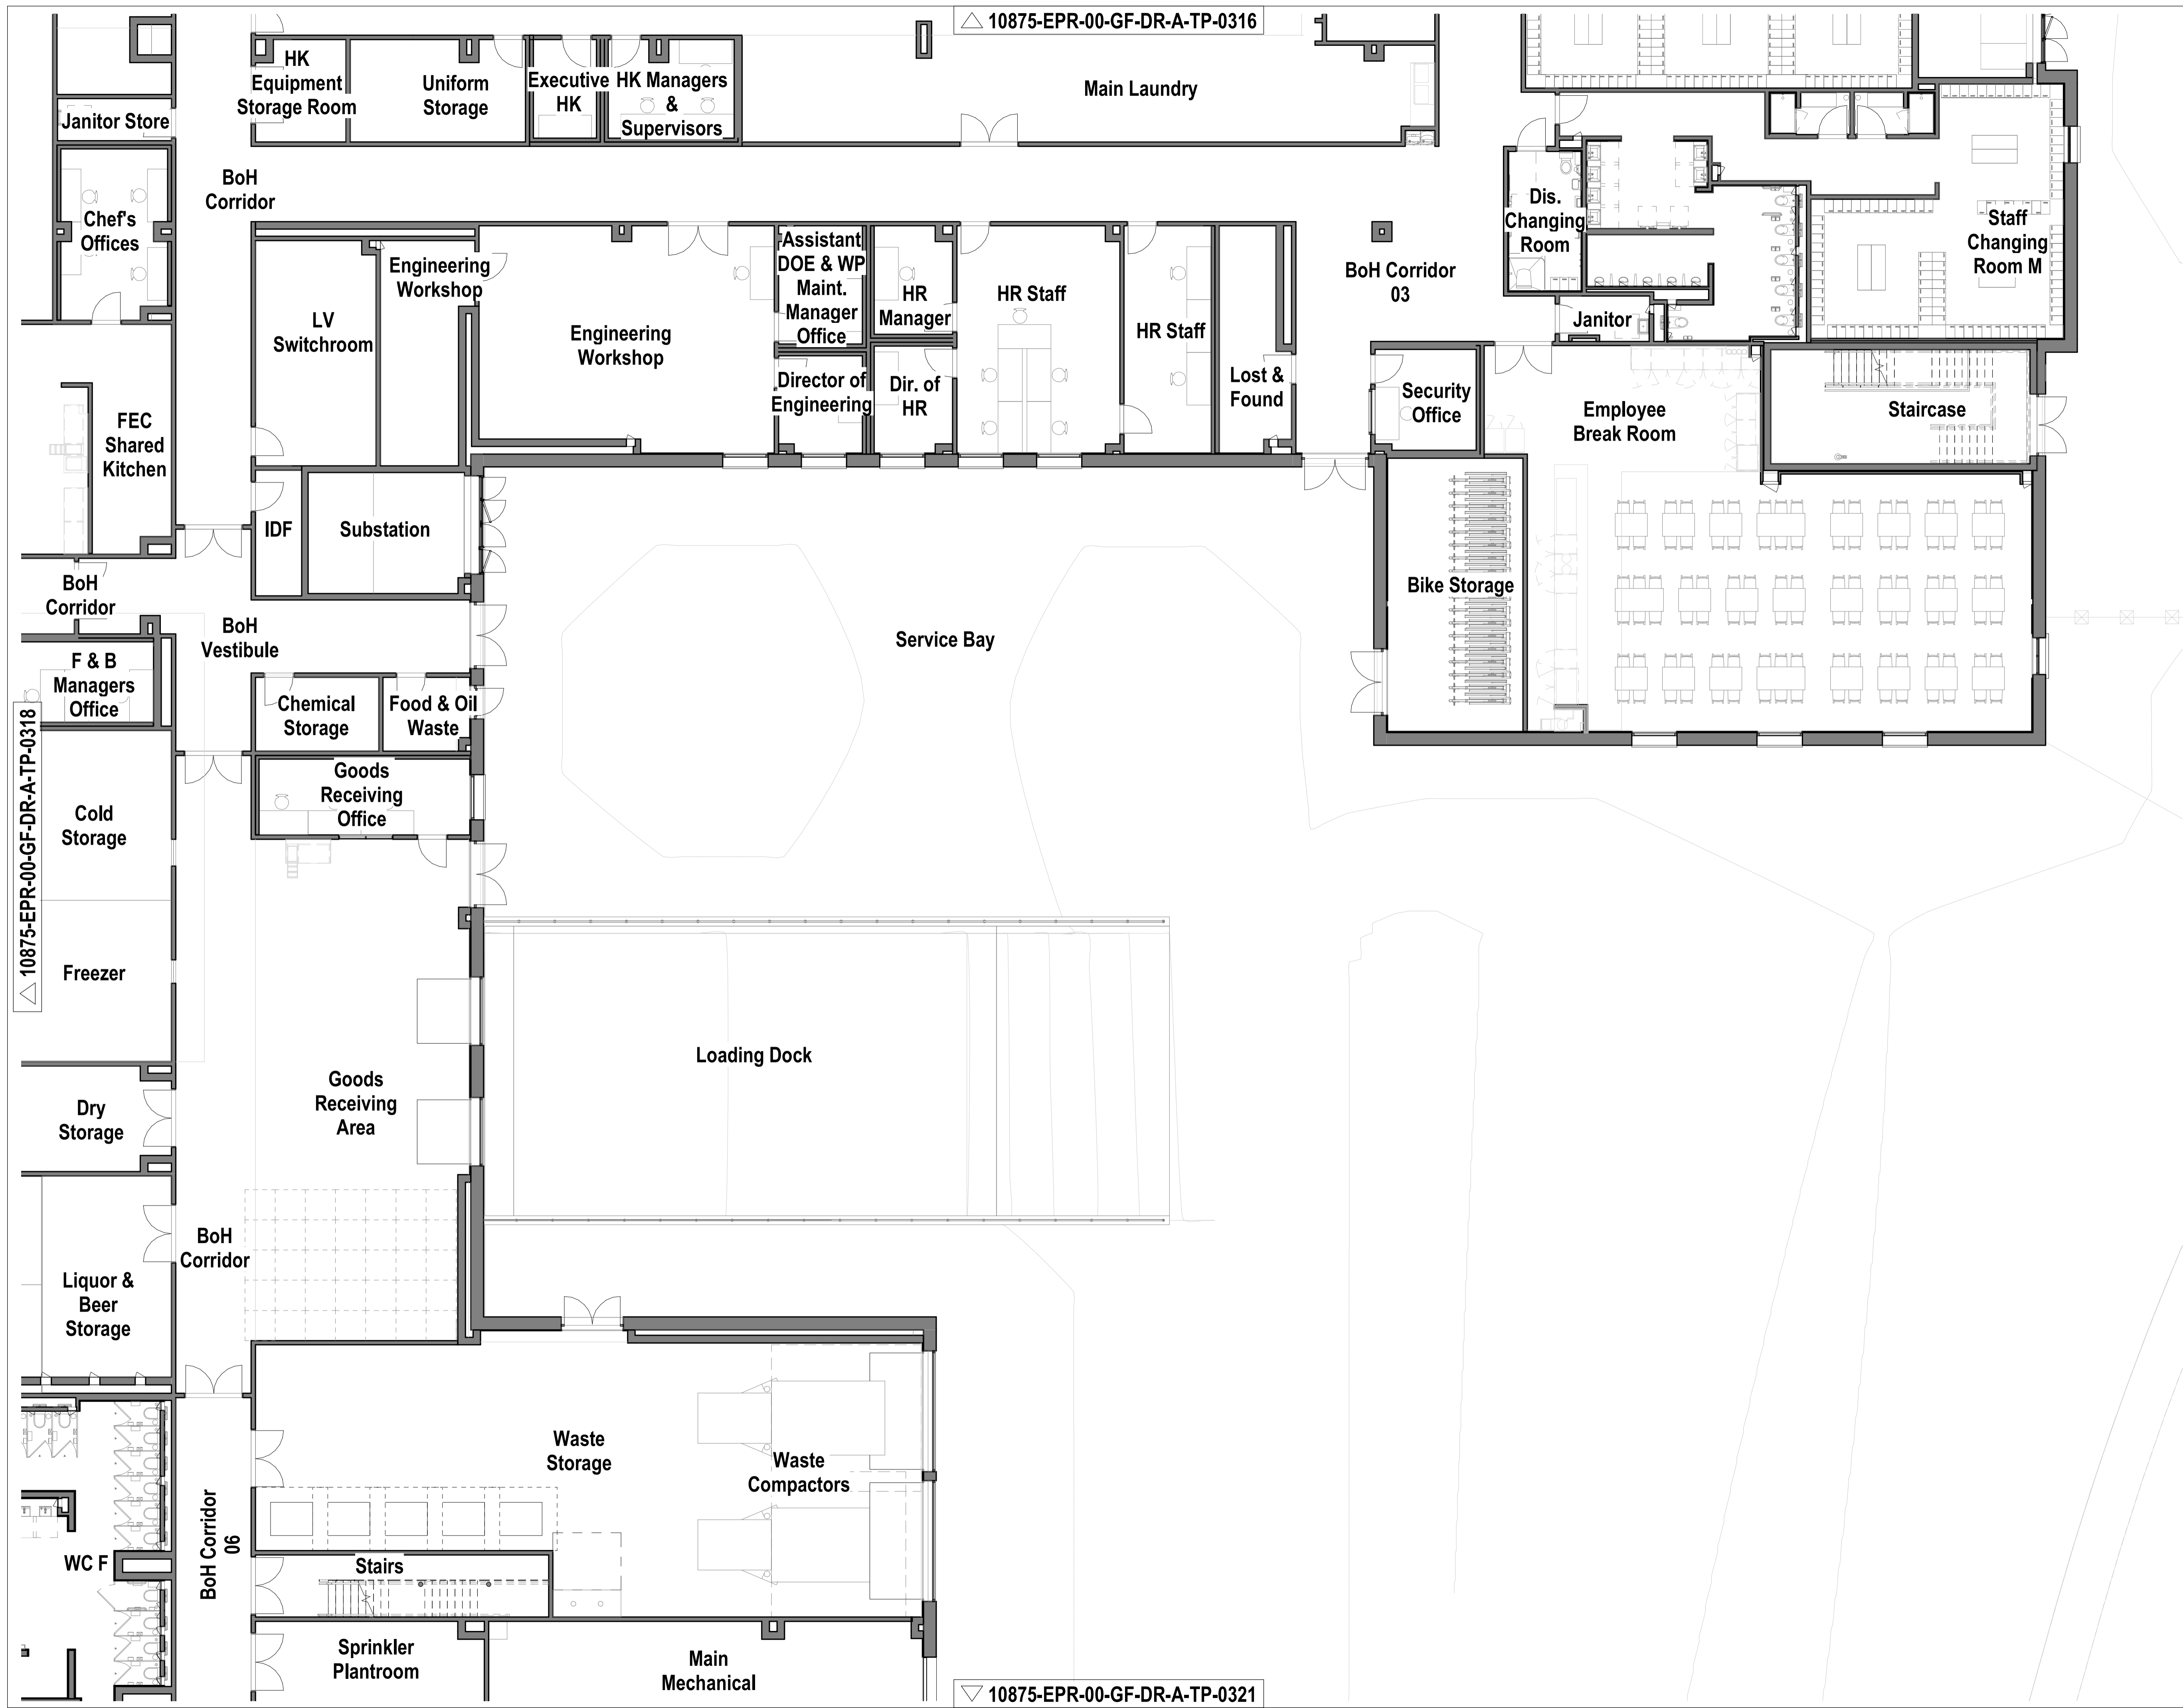 10875-EPR-00-GF-DR-A-TP-0316
HK
Equipment
Storage Room
Uniform
Storage
Executive
HK
HK Managers
&
Supervisors
Main Laundry
Janitor Store
BoH
Corridor
Chef's
Offices
Dis.
Changing
Room
Staff
Changing
Room M
LV
Switchroom
Engineering
Workshop
Engineering
Workshop
Assistant
DOE & WP
Maint.
Manager
Office
HR
Manager
HR Staff
HR Staff
BoH Corridor
03
Janitor
Director of
Engineering
Dir. of
HR
Lost &
Found
Security
Office
Employee
Break Room
Staircase
FEC
Shared
Kitchen
IDF
Substation
BoH
Corridor
BoH
Vestibule
Service Bay
Bike Storage
F & B
Managers
Office
Chemical
Storage
Food & Oil
Waste
10875-EPR-00-GF-DR-A-TP-0318
Goods
Receiving
Office
Cold
Storage
Freezer
Loading Dock
Goods
Receiving
Area
Dry
Storage
BoH
Corridor
Liquor &
Beer
Storage
Waste
Storage
Waste
Compactors
BoH Corridor
06
WC F
Stairs
Sprinkler
Plantroom
Main
Mechanical
10875-EPR-00-GF-DR-A-TP-0321